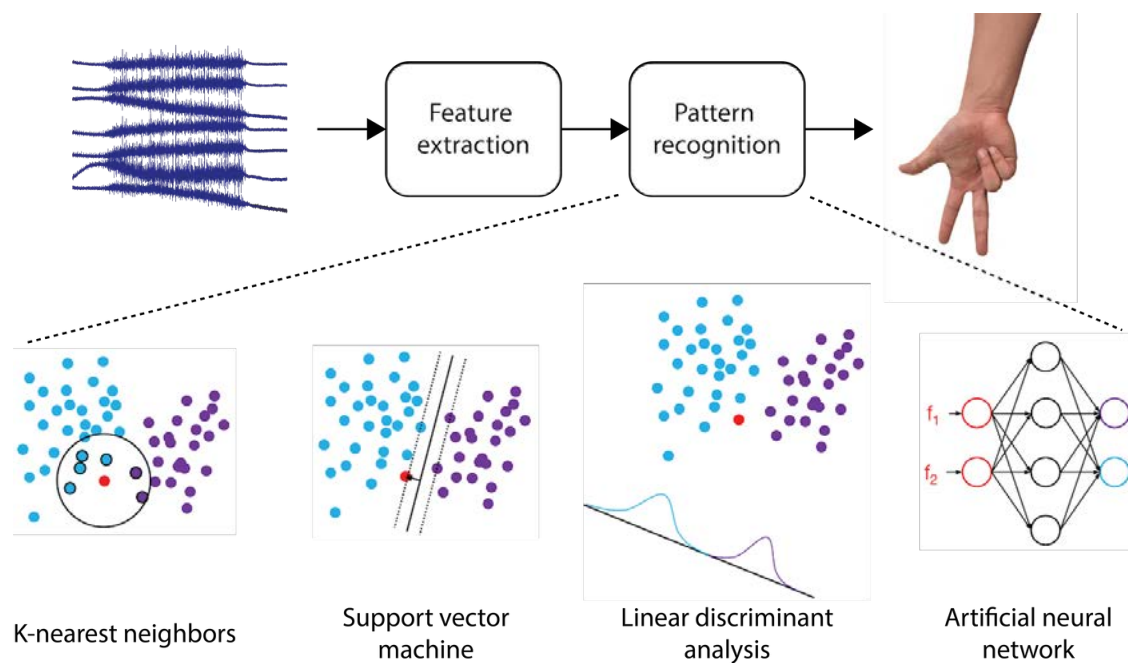 Feature
extraction
Pattern
recognition
f1
f2
K-nearest neighbors
Support vector
machine
Linear discriminant
analysis
Artificial neural
network